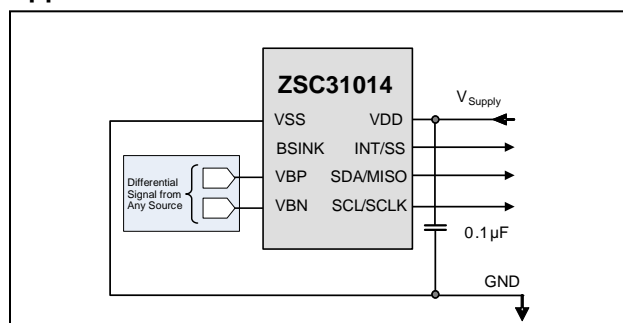 ZSC31014
VSS VDD
V_Supply
BSINK INT/SS
Differential
Signal from
Any Source
VBP SDA/MISO
VBN SCL/SCLK
0.1µF
GND